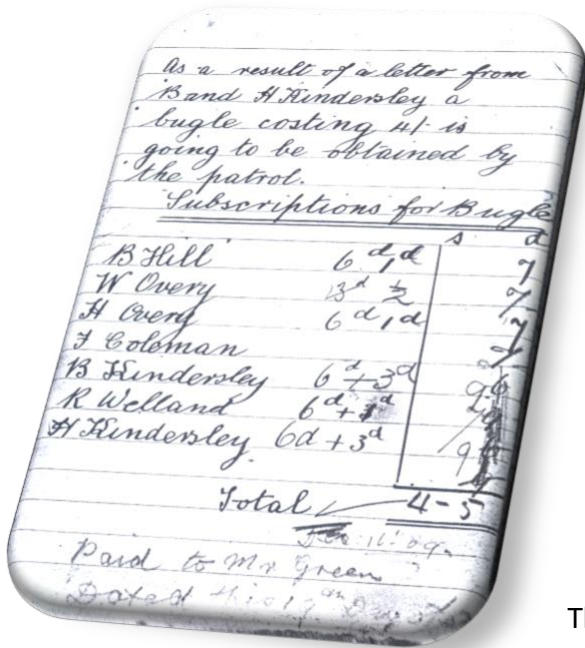 As a result of a letter from
B and H Kindersley a
bugle costing 4/- is
going to be obtained by
the patrol.
Subscriptions for Bugle
s d
B Hill 6d 1d 7
W Overy 3d ½ 7
H Overy 6d 1d 7
F Coleman
B Kindersley 6d + 3d 9
R Welland 6d +
H Kindersley 6d + 3d 9
Total 4-5
Paid to Mr Green
Dated
Th